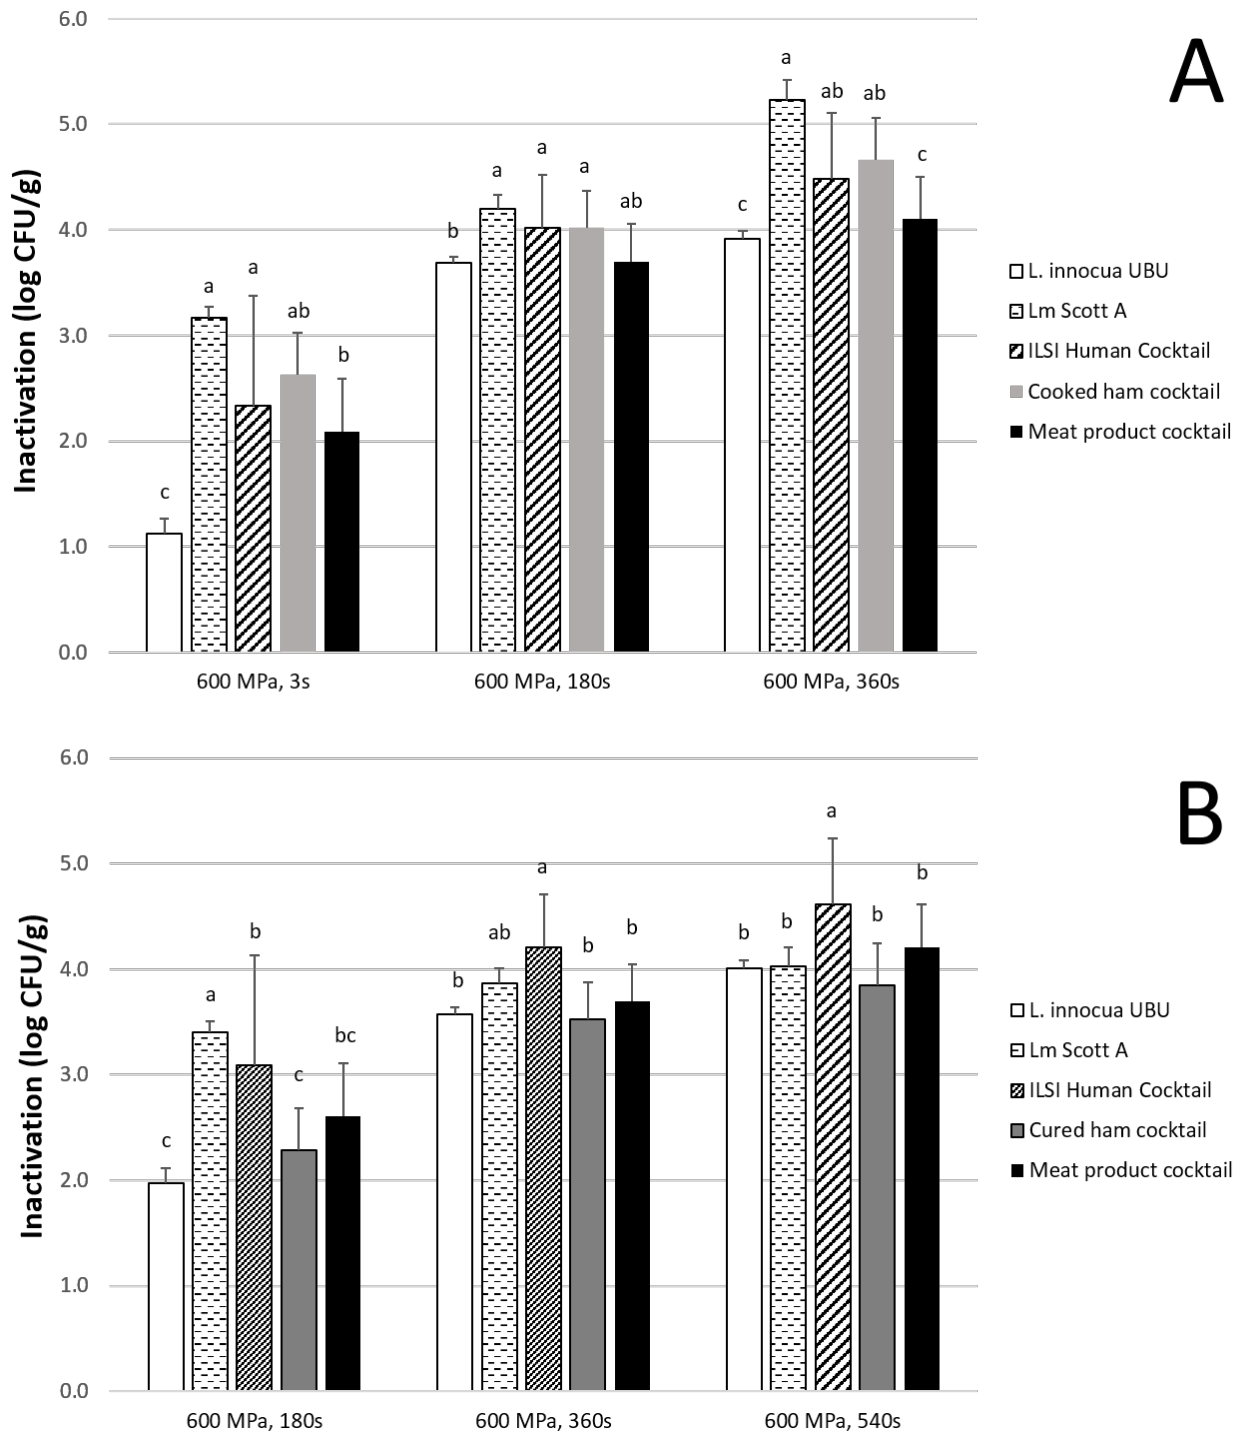 A
Inactivation (log CFU/g)
6.0
5.0
4.0
3.0
2.0
1.0
0.0
c
a
a
ab
b
b
a
a
a
ab
c
a
ab
ab
c
600 MPa, 3s
600 MPa, 180s
600 MPa, 360s
L. innocua UBU
Lm Scott A
ILSI Human Cocktail
Cooked ham cocktail
Meat product cocktail
B
Inactivation (log CFU/g)
6.0
5.0
4.0
3.0
2.0
1.0
0.0
c
a
b
c
bc
b
ab
a
b
b
b
b
a
b
b
600 MPa, 180s
600 MPa, 360s
600 MPa, 540s
L. innocua UBU
Lm Scott A
ILSI Human Cocktail
Cured ham cocktail
Meat product cocktail